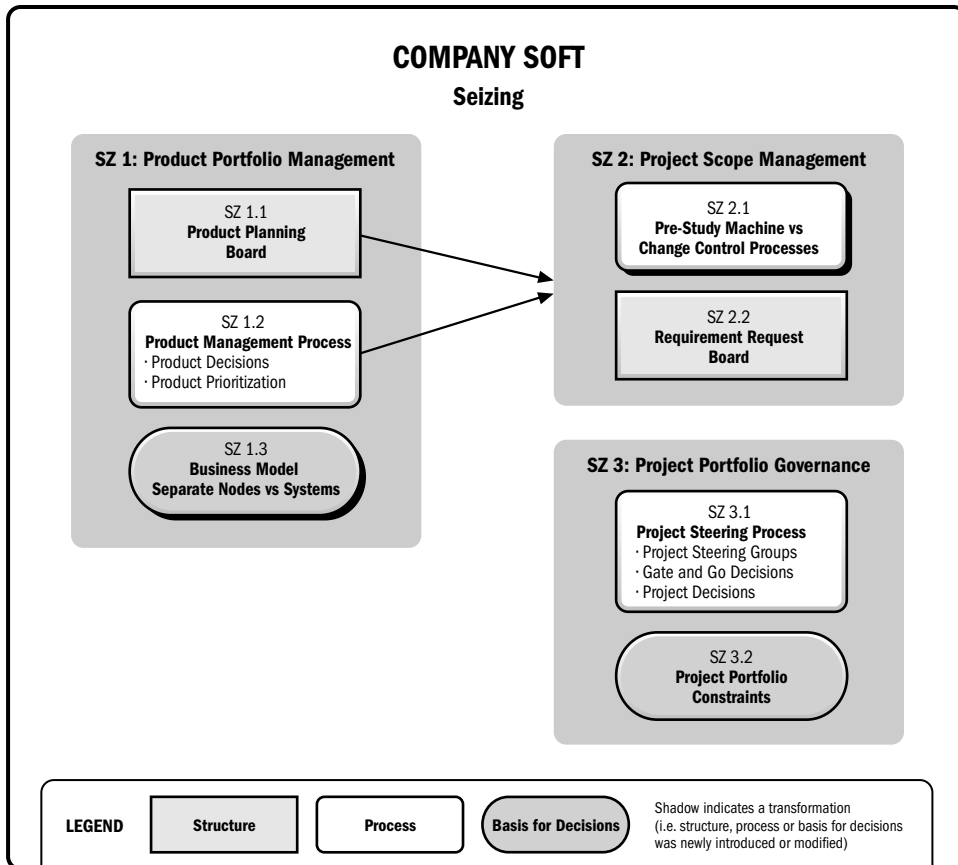 COMPANY SOFT
Seizing
SZ 1: Product Portfolio Management
SZ 1.1
Product Planning
Board
SZ 1.2
Product Management Process
· Product Decisions
· Product Prioritization
SZ 1.3
Business Model
Separate Nodes vs Systems
SZ 2: Project Scope Management
SZ 2.1
Pre-Study Machine vs
Change Control Processes
SZ 2.2
Requirement Request
Board
SZ 3: Project Portfolio Governance
SZ 3.1
Project Steering Process
· Project Steering Groups
· Gate and Go Decisions
· Project Decisions
SZ 3.2
Project Portfolio
Constraints
LEGEND
Structure
Process
Basis for Decisions
Shadow indicates a transformation
(i.e. structure, process or basis for decisions
was newly introduced or modified)